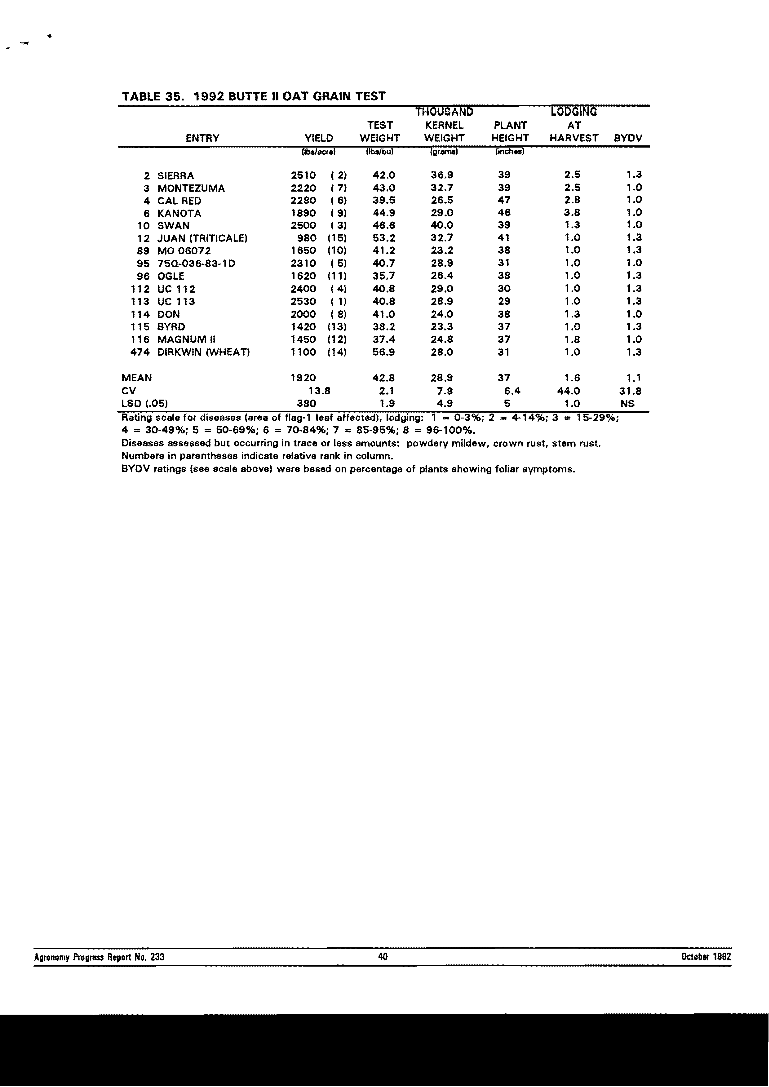 TABLE 35. 1992 BUTTE II OAT GRAIN TEST
THOUSAND LODGING
TEST KERNEL PLANT AT
ENTRY YIELD WEIGHT WEIGHT HEIGHT HARVEST BYDV
(lbs/acre) (lbs/bu) (grams) (inches)
2 SIERRA 2510 ( 2) 42.0 36.9 39 2.5 1.3
3 MONTEZUMA 2220 ( 7) 43.0 32.7 39 2.5 1.0
4 CAL RED 2280 ( 6) 39.5 26.5 47 2.8 1.0
6 KANOTA 1890 ( 9) 44.9 29.0 46 3.8 1.0
10 SWAN 2500 ( 3) 46.6 40.0 39 1.3 1.0
12 JUAN (TRITICALE) 980 (15) 53.2 32.7 41 1.0 1.3
89 MO 06072 1650 (10) 41.2 23.2 38 1.0 1.3
95 75Q-036-83-1D 2310 ( 5) 40.7 28.9 31 1.0 1.0
96 OGLE 1620 (11) 35.7 26.4 38 1.0 1.3
112 UC 112 2400 ( 4) 40.8 29.0 30 1.0 1.3
113 UC 113 2530 ( 1) 40.8 28.9 29 1.0 1.3
114 DON 2000 ( 8) 41.0 24.0 38 1.3 1.0
115 BYRD 1420 (13) 38.2 23.3 37 1.0 1.3
116 MAGNUM II 1450 (12) 37.4 24.8 37 1.8 1.0
474 DIRKWIN (WHEAT) 1100 (14) 56.9 28.0 31 1.0 1.3
MEAN 1920 42.8 28.9 37 1.6 1.1
CV 13.8 2.1 7.9 6.4 44.0 31.8
LSD (.05) 380 1.9 4.9 5 1.0 NS
Rating scale for diseases (area of flag-1 leaf affected), lodging: 1 = 0-3%; 2 = 4-14%; 3 = 15-29%;
4 = 30-49%; 5 = 50-69%; 6 = 70-84%; 7 = 85-95%; 8 = 96-100%.
Diseases assessed but occurring in trace or less amounts: powdery mildew, crown rust, stem rust.
Numbers in parentheses indicate relative rank in column.
BYDV ratings (see scale above) were based on percentage of plants showing foliar symptoms.
Agronomy Progress Report No. 233 40 October 1992